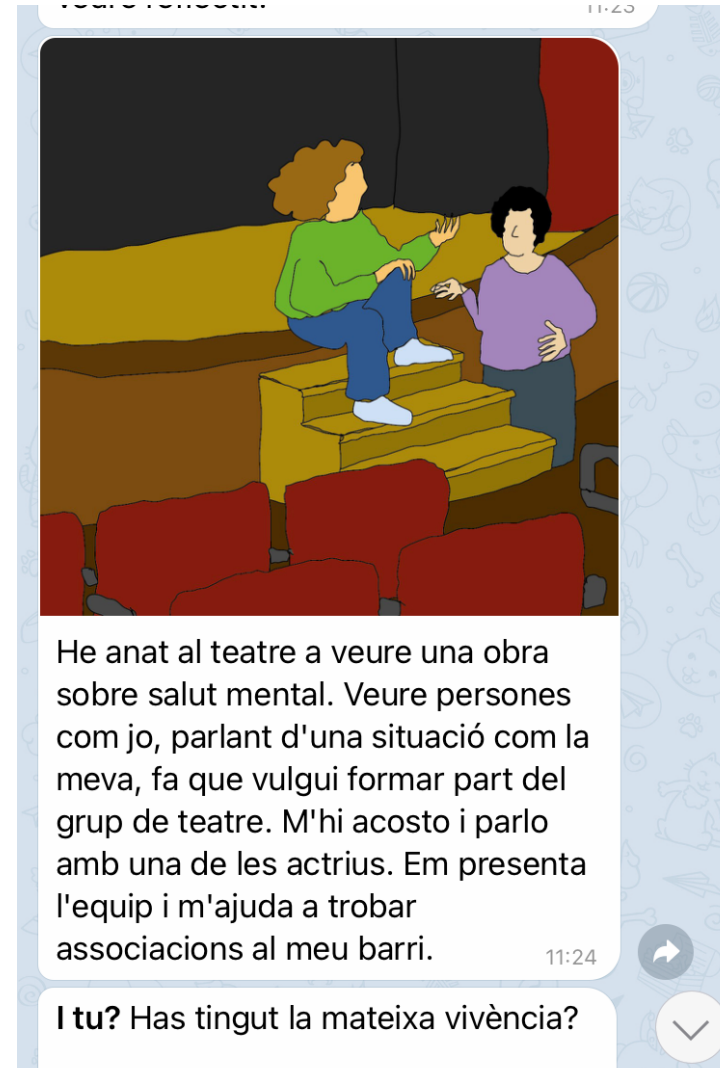 11:23
He anat al teatre a veure una obra
sobre salut mental. Veure persones
com jo, parlant d'una situació com la
meva, fa que vulgui formar part del
grup de teatre. M'hi acosto i parlo
amb una de les actrius. Em presenta
l'equip i m'ajuda a trobar
associacions al meu barri.
11:24
I tu? Has tingut la mateixa vivència?